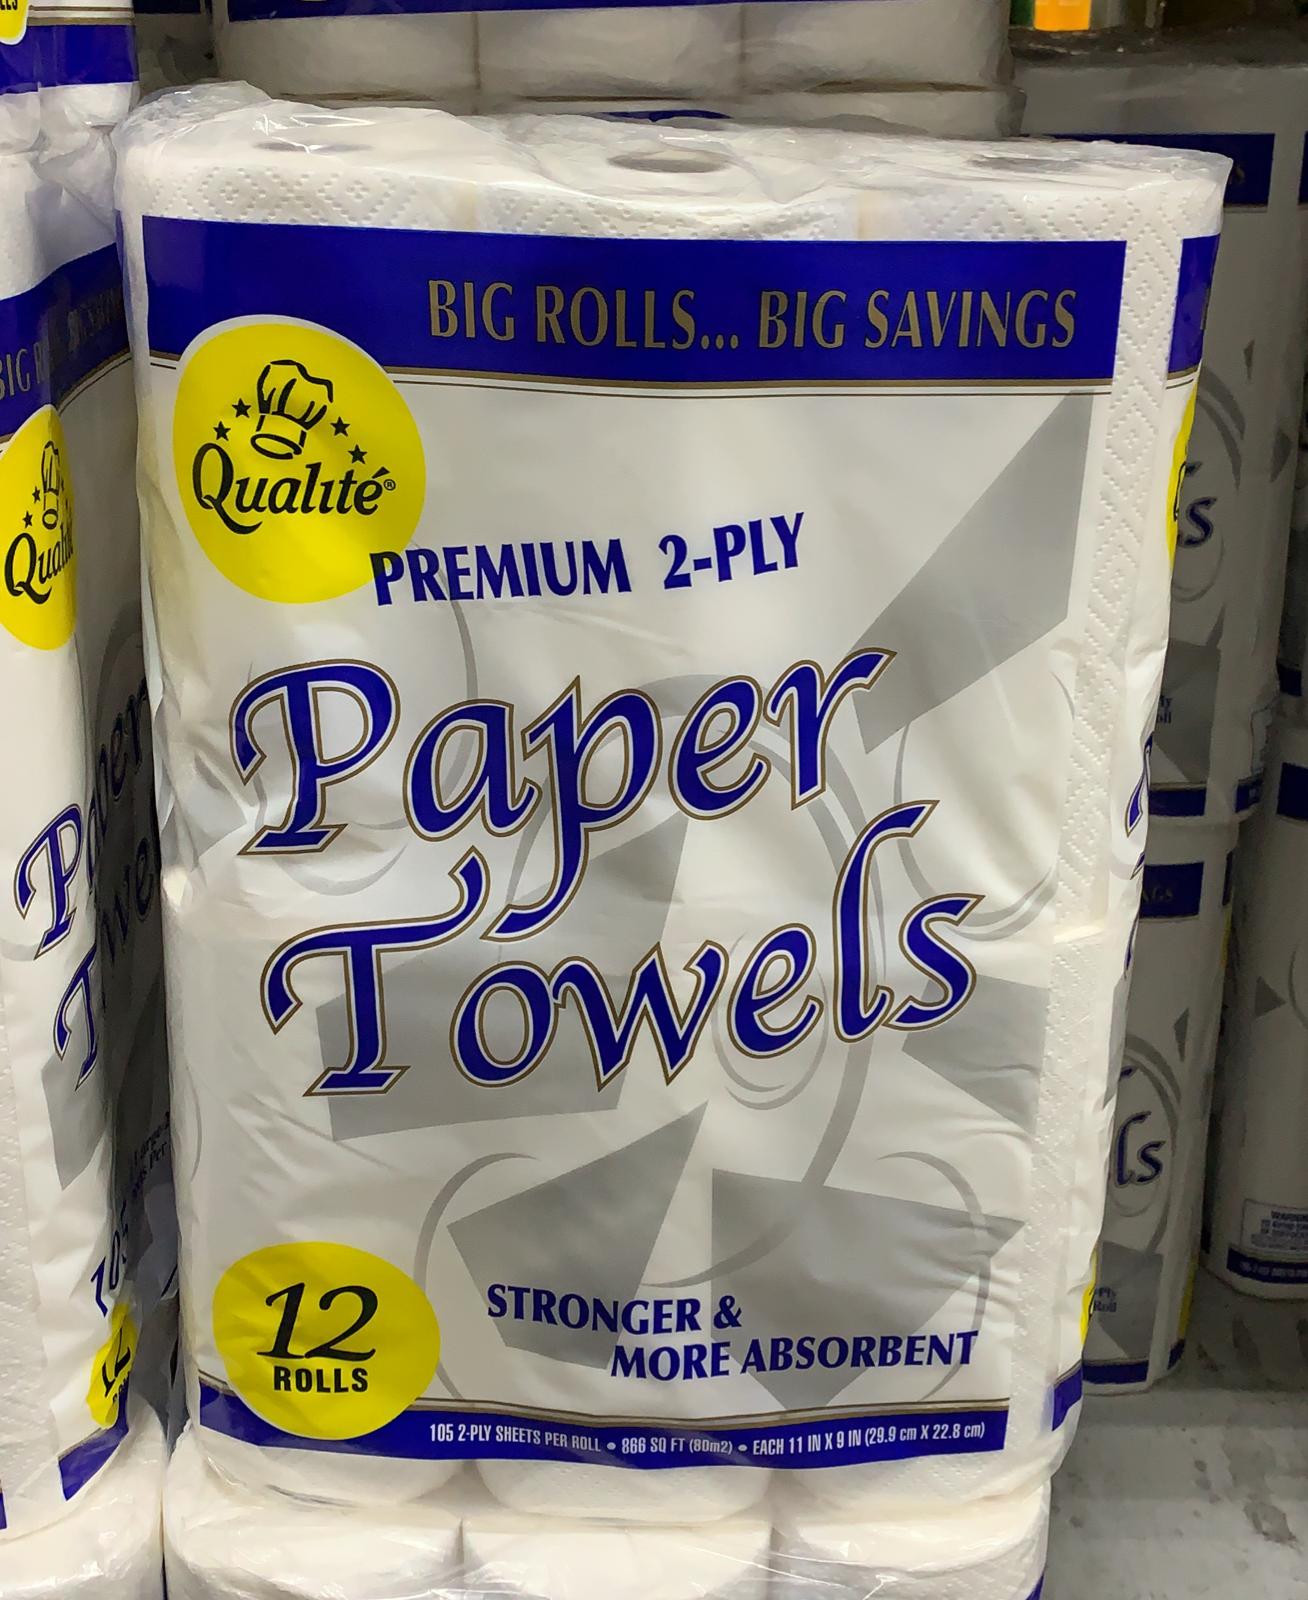 BIG ROLLS... BIG SAVINGS
Qualité®
PREMIUM 2-PLY
Paper
Towels
12
ROLLS
STRONGER &
MORE ABSORBENT
105 2-PLY SHEETS PER ROLL • 866 SQ FT (80m2) • EACH 11 IN X 9 IN (29.9 cm X 22.8 cm)